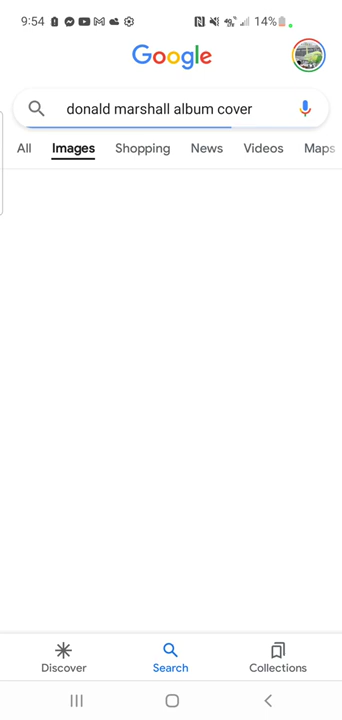 9:54 14%
Google
donald marshall album cover
All Images Shopping News Videos Maps
Discover Search Collections